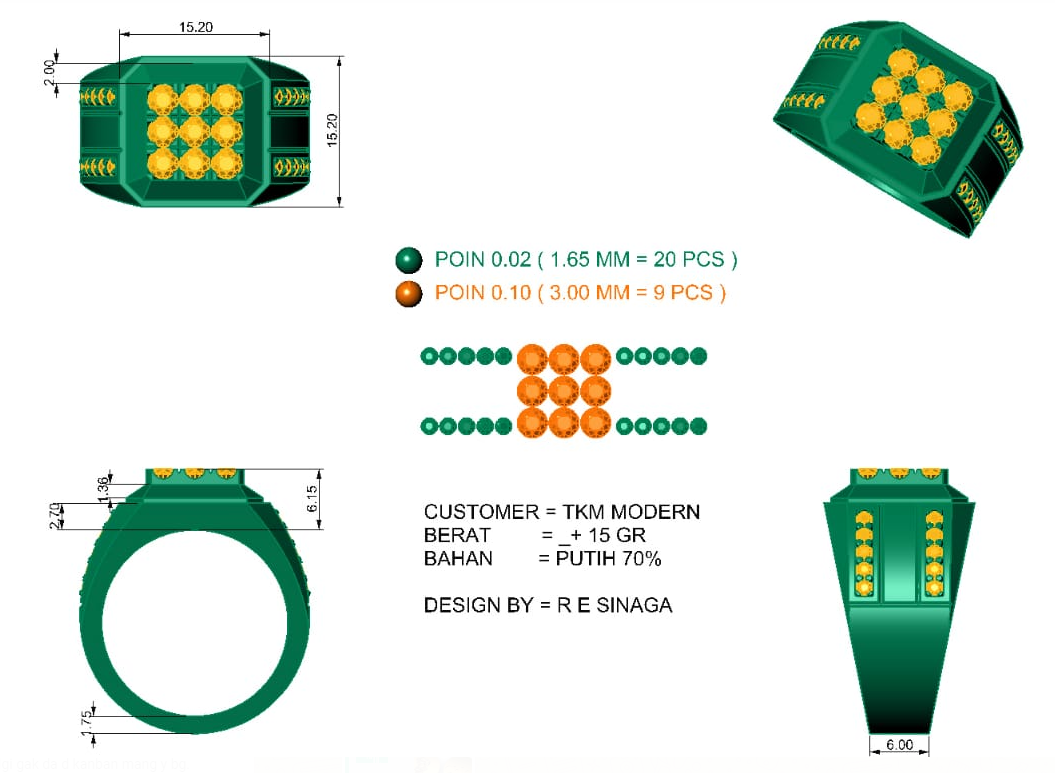 15.20
2.00
15.20
POIN 0.02 ( 1.65 MM = 20 PCS )
POIN 0.10 ( 3.00 MM = 9 PCS )
1.36
2.70
6.15
1.75
CUSTOMER = TKM MODERN
BERAT = _+ 15 GR
BAHAN = PUTIH 70%
DESIGN BY = R E SINAGA
6.00